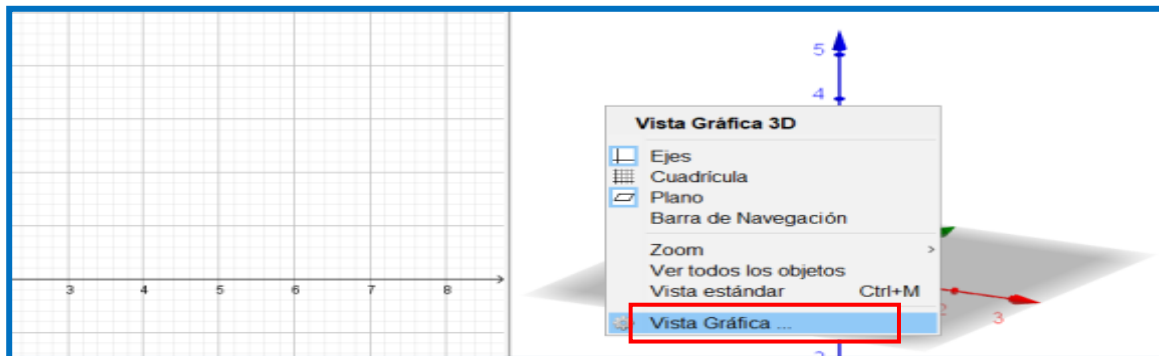 5
4
Vista Gráfica 3D
Ejes
Cuadrícula
Plano
Barra de Navegación
Zoom >
Ver todos los objetos
Vista estándar Ctrl+M
Vista Gráfica ...
3 4 5 6 7 8
2 3